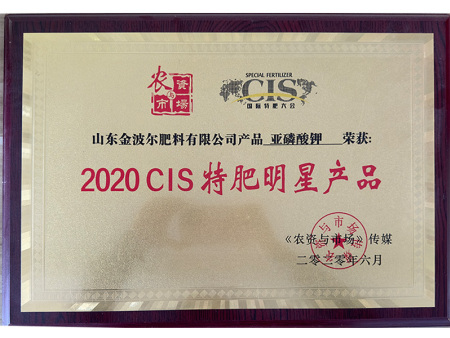 农资与市场
SPECIAL FERTILIZER
CIS
国际特肥大会
山东金波尔肥料有限公司产品 亚磷酸钾 荣获:
2020 CIS 特肥明星产品
《农资与市场》传媒
二零二零年六月